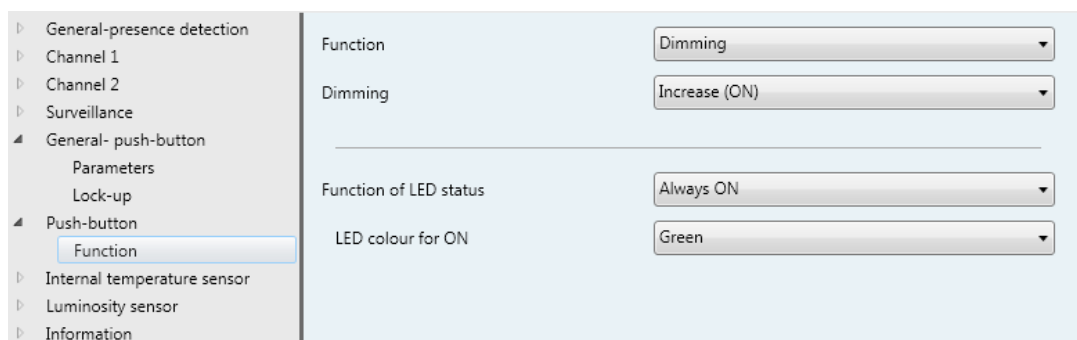 General-presence detection
Channel 1
Channel 2
Surveillance
General- push-button
Parameters
Lock-up
Push-button
Function
Internal temperature sensor
Luminosity sensor
Information
Function Dimming
Dimming Increase (ON)
Function of LED status Always ON
LED colour for ON Green